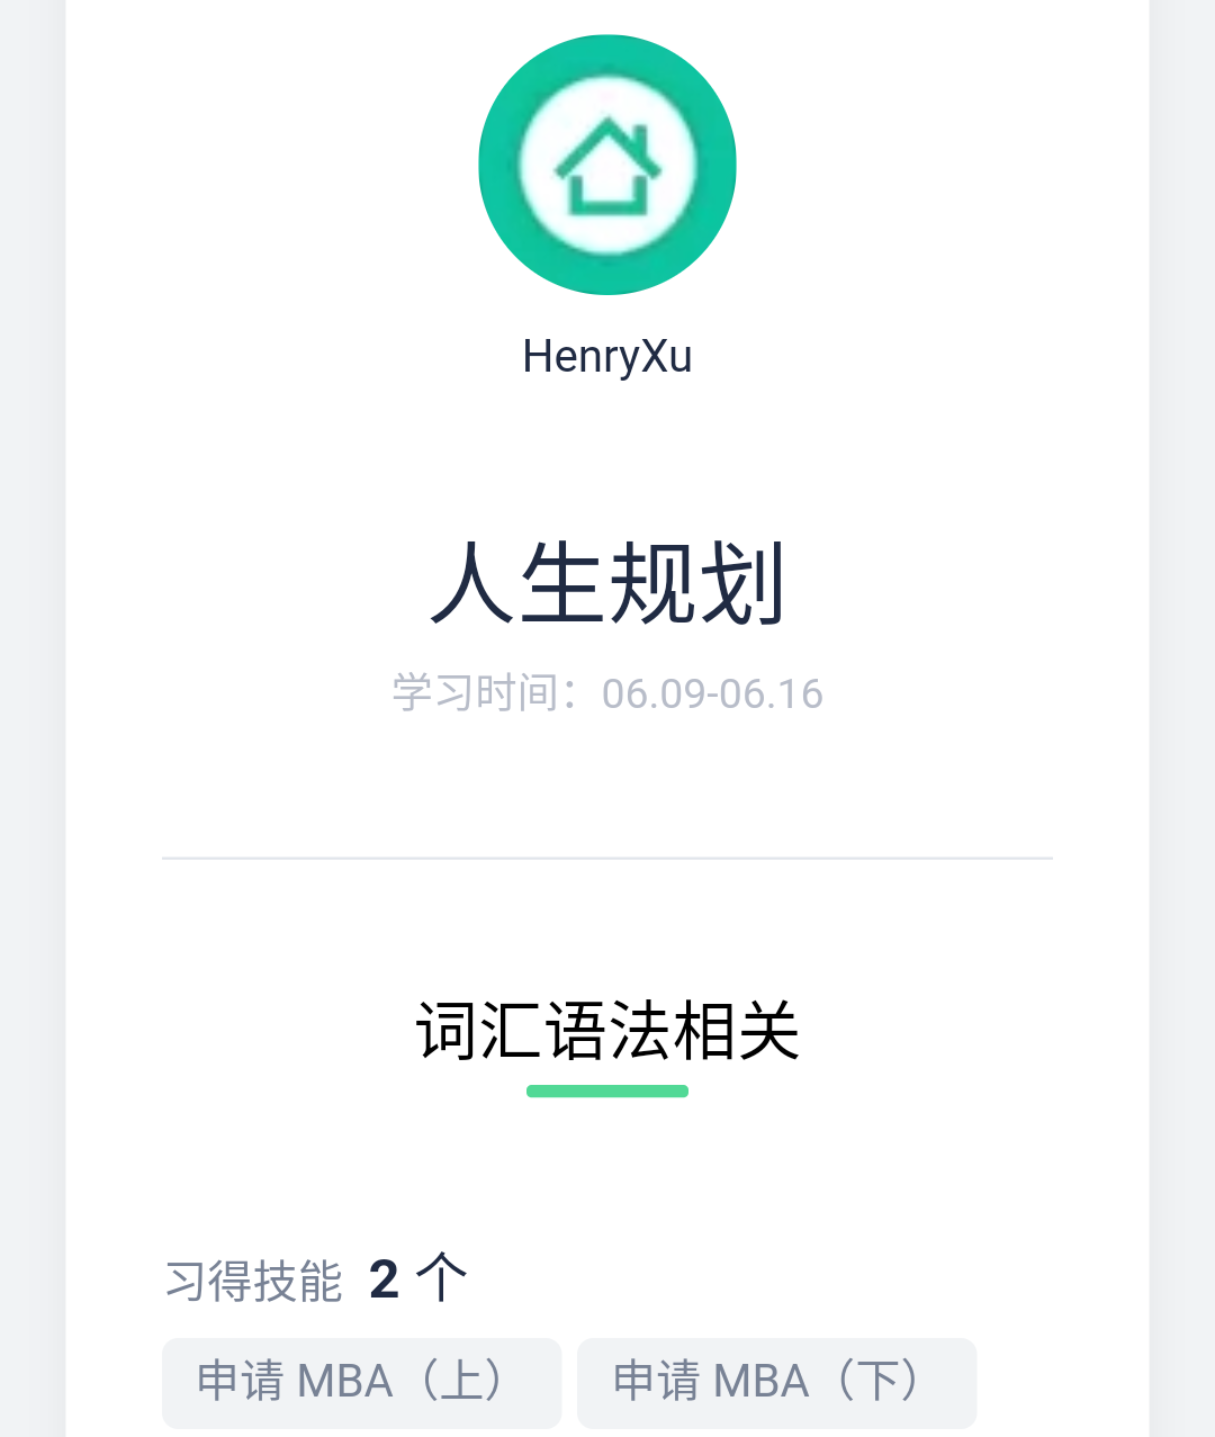 HenryXu
人生规划
学习时间：06.09-06.16
词汇语法相关
习得技能 2 个
申请 MBA（上） 申请 MBA（下）